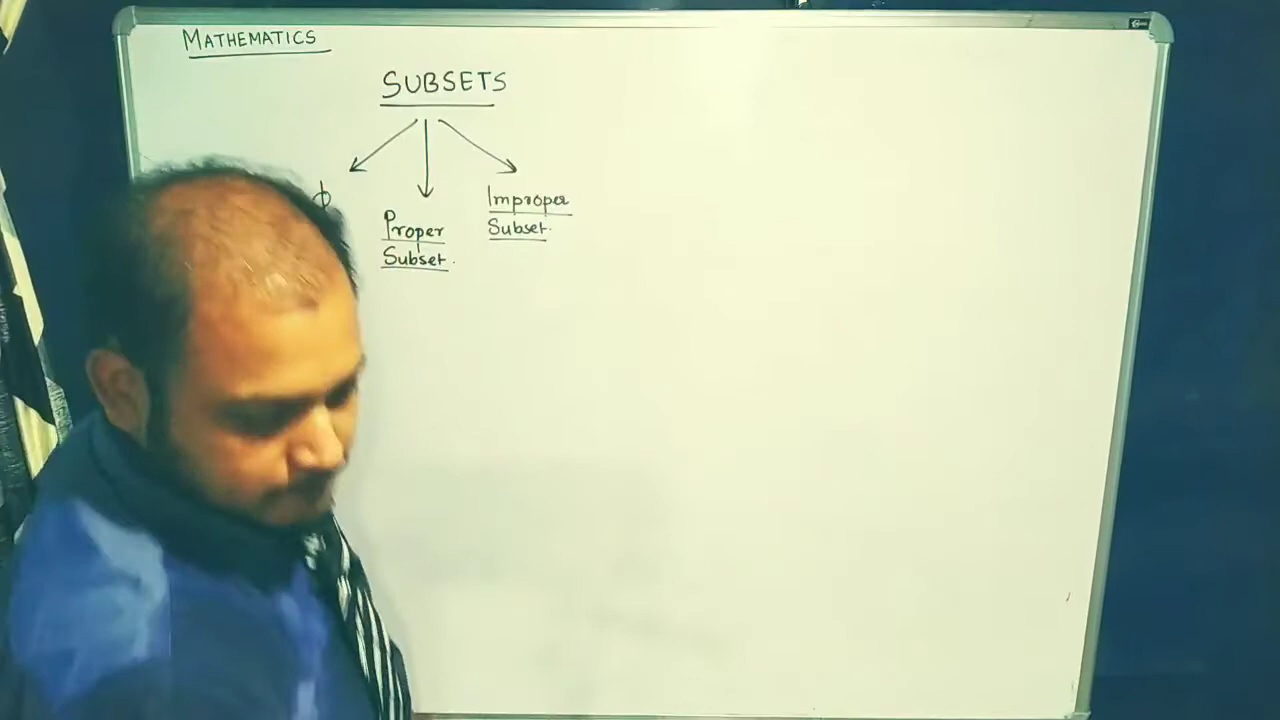 MATHEMATICS
SUBSETS
ϕ
Proper
Subset.
Improper
Subset.